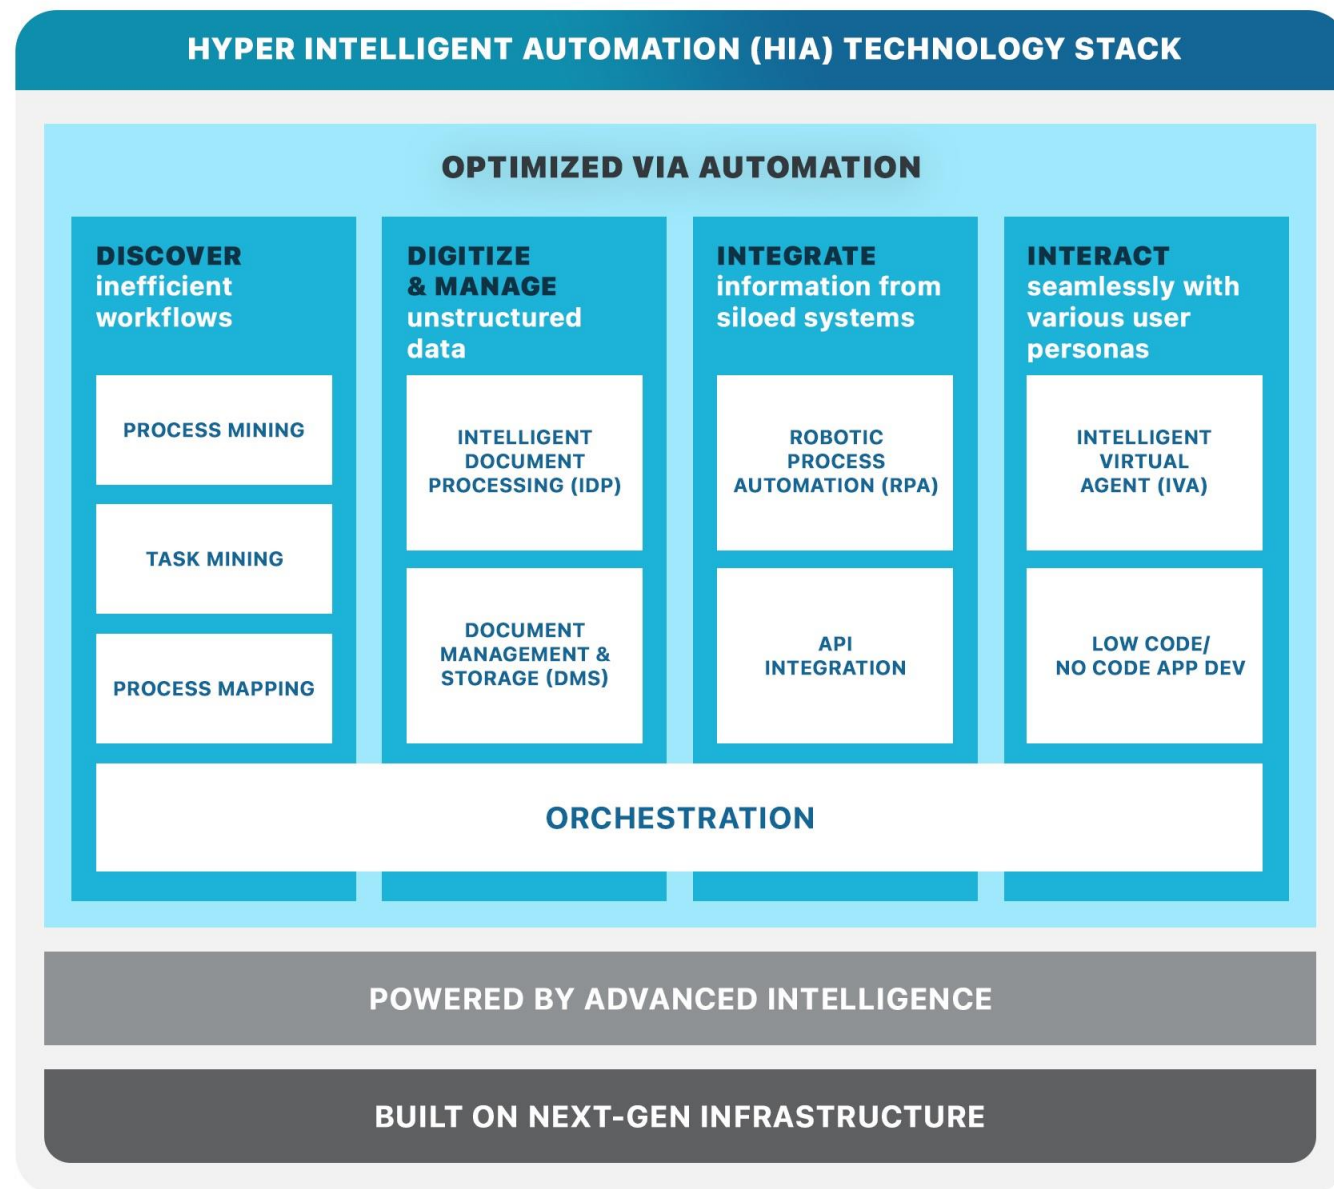 HYPER INTELLIGENT AUTOMATION (HIA) TECHNOLOGY STACK
OPTIMIZED VIA AUTOMATION
DISCOVER
inefficient
workflows
PROCESS MINING
TASK MINING
PROCESS MAPPING
DIGITIZE
& MANAGE
unstructured
data
INTELLIGENT
DOCUMENT
PROCESSING (IDP)
DOCUMENT
MANAGEMENT &
STORAGE (DMS)
INTEGRATE
information from
siloed systems
ROBOTIC
PROCESS
AUTOMATION (RPA)
API
INTEGRATION
INTERACT
seamlessly with
various user
personas
INTELLIGENT
VIRTUAL
AGENT (IVA)
LOW CODE/
NO CODE APP DEV
ORCHESTRATION
POWERED BY ADVANCED INTELLIGENCE
BUILT ON NEXT-GEN INFRASTRUCTURE